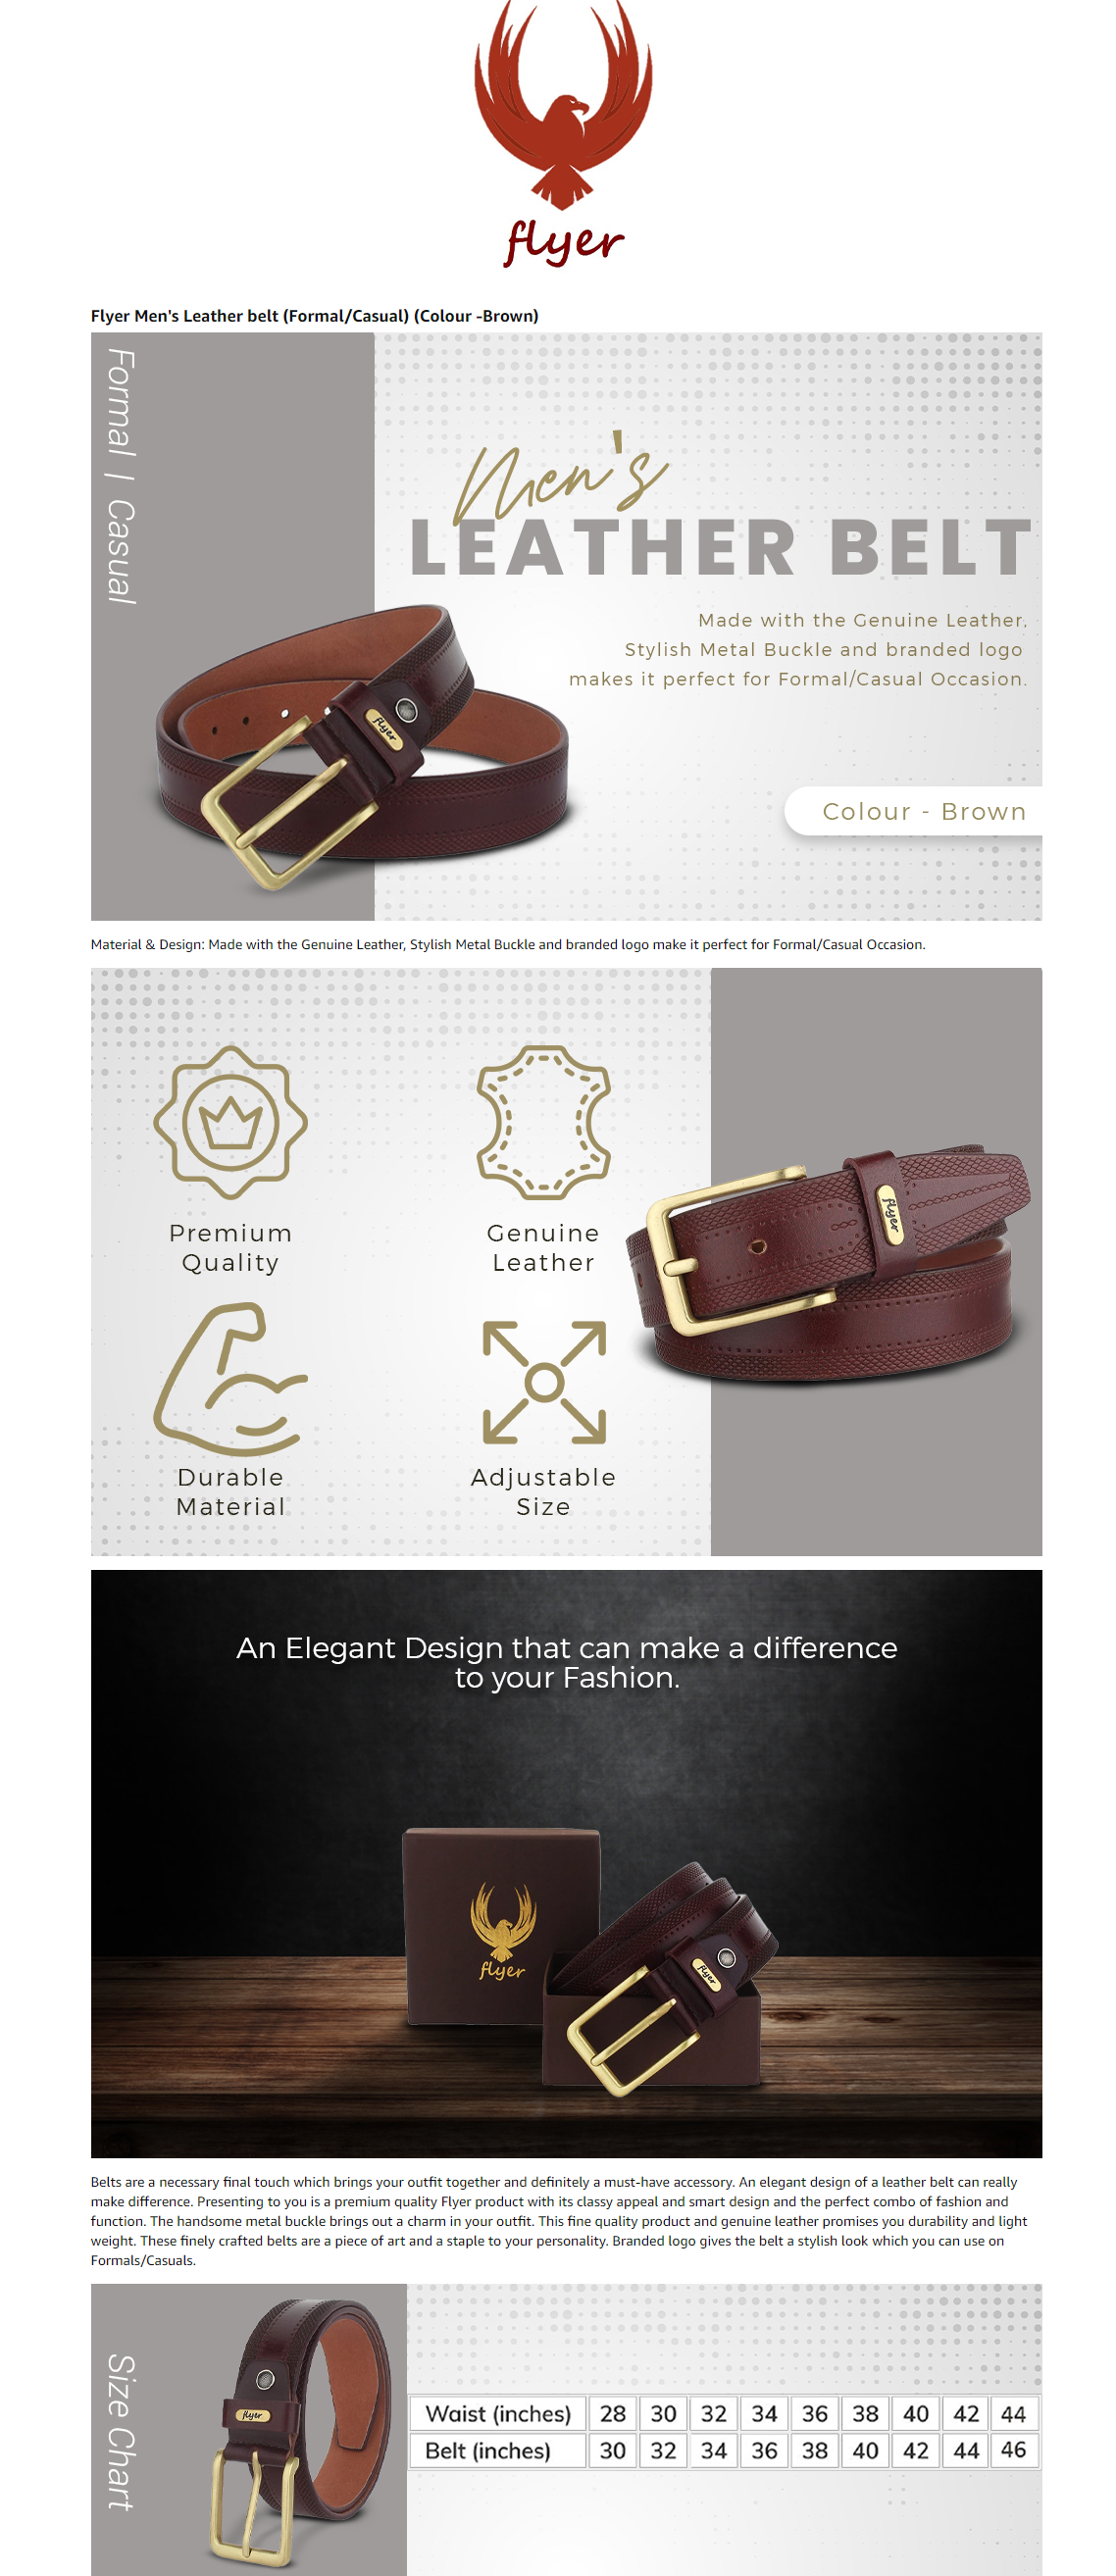 flyer
Flyer Men's Leather belt (Formal/Casual) (Colour -Brown)
Formal | Casual
Men's
LEATHER BELT
Made with the Genuine Leather,
Stylish Metal Buckle and branded logo
makes it perfect for Formal/Casual Occasion.
flyer
Colour - Brown
Material & Design: Made with the Genuine Leather, Stylish Metal Buckle and branded logo make it perfect for Formal/Casual Occasion.
Premium
Quality
Genuine
Leather
flyer
Durable
Material
Adjustable
Size
An Elegant Design that can make a difference
to your Fashion.
flyer
flyer
Belts are a necessary final touch which brings your outfit together and definitely a must-have accessory. An elegant design of a leather belt can really
make difference. Presenting to you is a premium quality Flyer product with its classy appeal and smart design and the perfect combo of fashion and
function. The handsome metal buckle brings out a charm in your outfit. This fine quality product and genuine leather promises you durability and light
weight. These finely crafted belts are a piece of art and a staple to your personality. Branded logo gives the belt a stylish look which you can use on
Formals/Casuals.
Size Chart
flyer
Waist (inches) 28 30 32 34 36 38 40 42 44
Belt (inches) 30 32 34 36 38 40 42 44 46